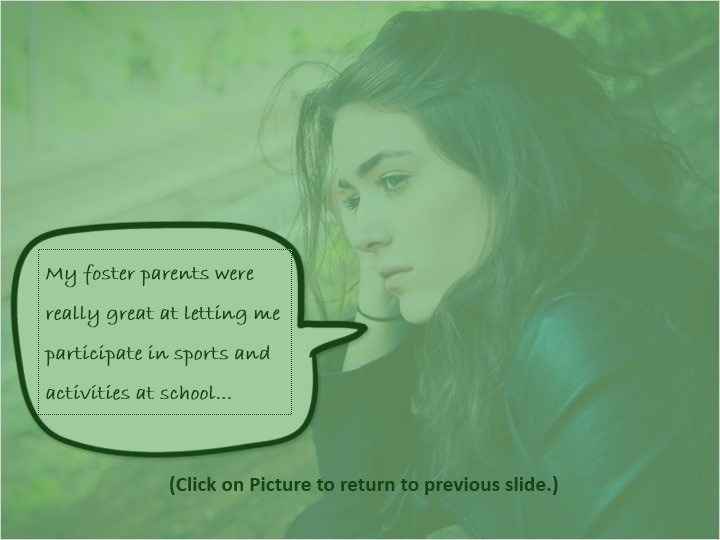 My foster parents were
really great at letting me
participate in sports and
activities at school...
(Click on Picture to return to previous slide.)